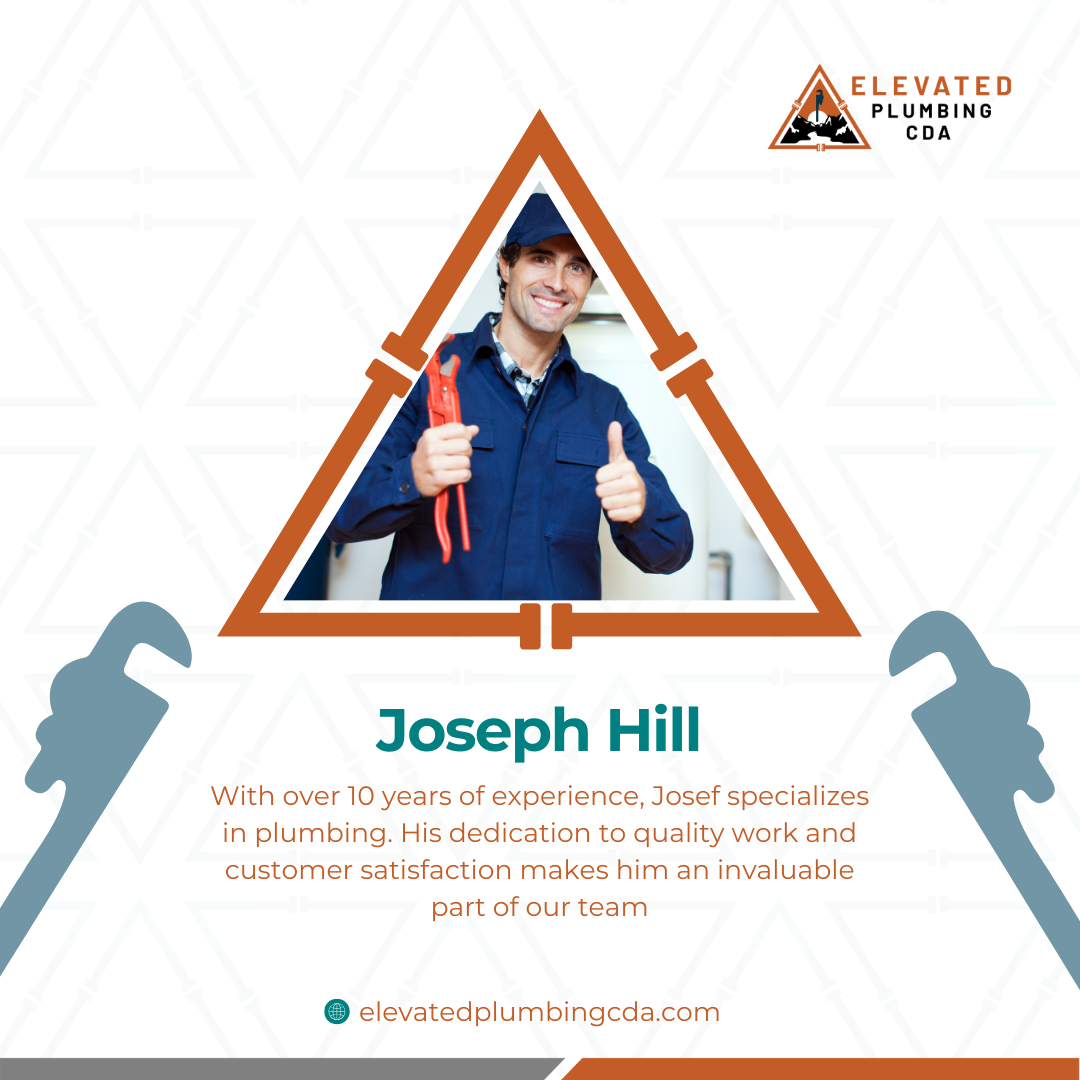 ELEVATED
PLUMBING
CDA
Joseph Hill
With over 10 years of experience, Josef specializes
in plumbing. His dedication to quality work and
customer satisfaction makes him an invaluable
part of our team
elevatedplumbingcda.com